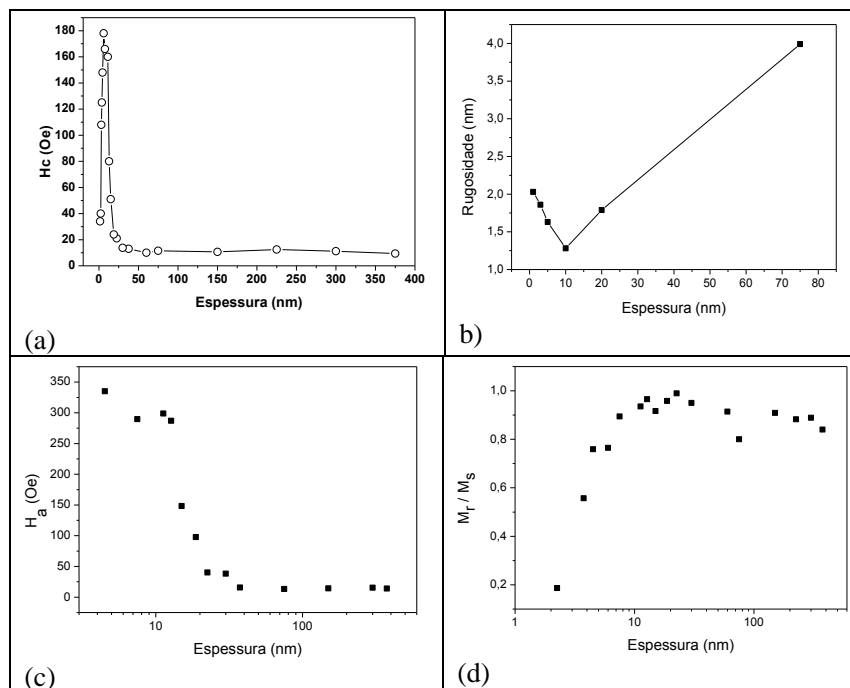 180
160
140
120
100
80
60
40
20
0
Hc (Oe)
0 50 100 150 200 250 300 350 400
Espessura (nm)
(a)
4,0
3,5
3,0
2,5
2,0
1,5
1,0
Rugosidade (nm)
0 10 20 30 40 50 60 70 80
Espessura (nm)
b)
350
300
250
200
150
100
50
0
Ha (Oe)
10 100
Espessura (nm)
(c)
1,0
0,8
0,6
0,4
0,2
Mr / Ms
1 10 100
Espessura (nm)
(d)